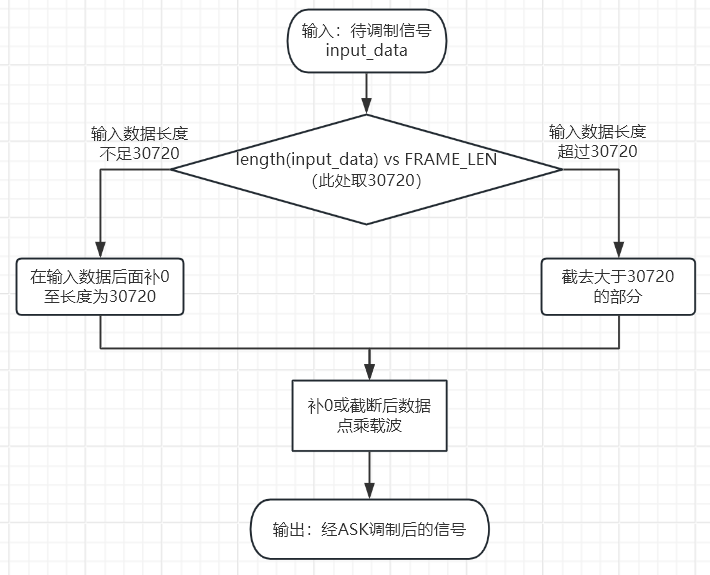 输入：待调制信号
input_data
输入数据长度
不足30720
length(input_data) vs FRAME_LEN
（此处取30720）
输入数据长度
超过30720
在输入数据后面补0
至长度为30720
截去大于30720
的部分
补0或截断后数据
点乘载波
输出：经ASK调制后的信号